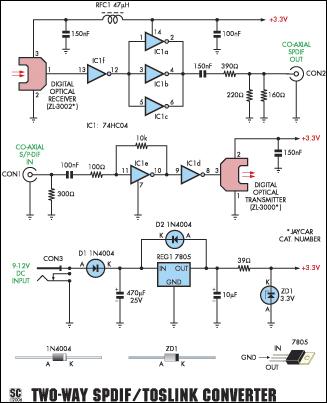 RFC1 47µH
+3.3V
150nF
100nF
14
1
2
IC1a
CO-AXIAL
SPDIF
OUT
3
1
2
IC1f
13
12
3
4
IC1b
150nF
390Ω
CON2
DIGITAL
OPTICAL
RECEIVER
(ZL-3002*)
5
6
IC1c
220Ω
160Ω
IC1: 74HC04
10k
+3.3V
CO-AXIAL
S/PDIF
IN
150nF
CON1
100nF
100Ω
11
IC1e
10
7
9
IC1d
8
3
2
1
300Ω
DIGITAL
OPTICAL
TRANSMITTER
(ZL-3000*)
D2 1N4004
A
K
*JAYCAR
CAT. NUMBER
9-12V
DC
INPUT
CON3
D1 1N4004
A
K
REG1 7805
IN
OUT
GND
39Ω
+3.3V
470µF
25V
10µF
K
A
ZD1
3.3V
1N4004
A
K
ZD1
A
K
7805
IN
GND
OUT
SC
©2006
TWO-WAY SPDIF/TOSLINK CONVERTER